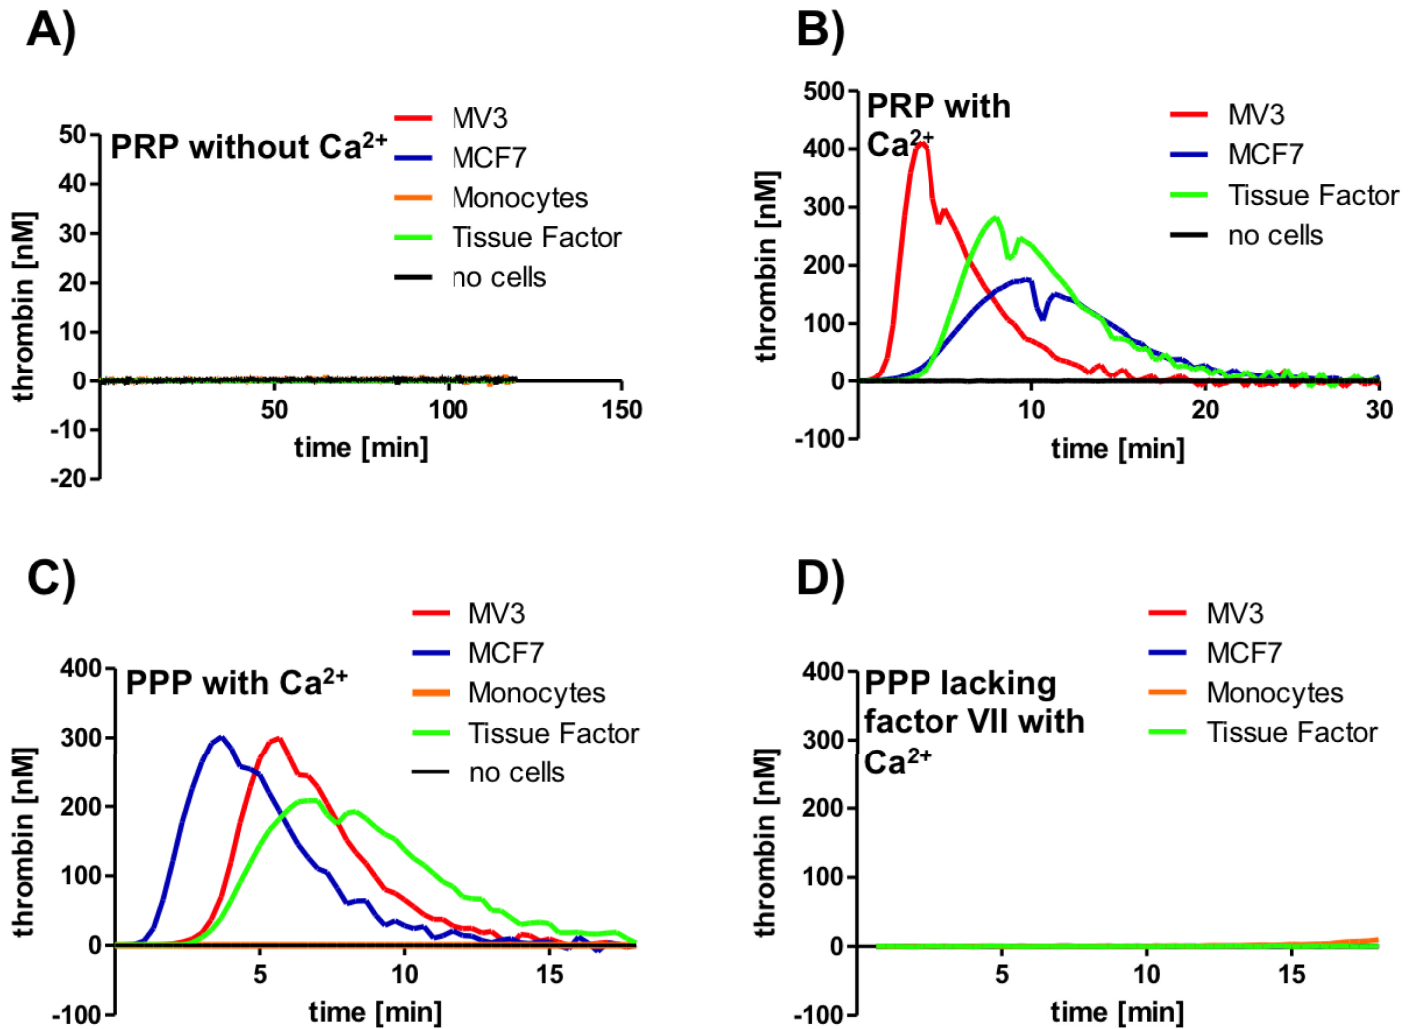 A)
PRP without Ca²⁺
MV3
MCF7
Monocytes
Tissue Factor
no cells
thrombin [nM]
50
40
30
20
10
0
-10
-20
50 100 150
time [min]
B)
PRP with
Ca²⁺
MV3
MCF7
Tissue Factor
no cells
thrombin [nM]
500
400
300
200
100
0
-100
10 20 30
time [min]
C)
PPP with Ca²⁺
MV3
MCF7
Monocytes
Tissue Factor
no cells
thrombin [nM]
400
300
200
100
0
-100
5 10 15
time [min]
D)
PPP lacking
factor VII with
Ca²⁺
MV3
MCF7
Monocytes
Tissue Factor
thrombin [nM]
400
300
200
100
0
-100
5 10 15
time [min]